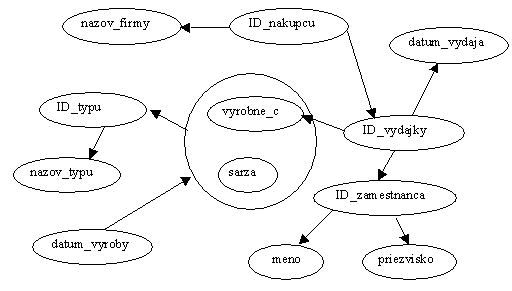 nazov_firmy
ID_nakupcu
datum_vydaja
ID_typu
vyrobne_c
ID_vydajky
nazov_typu
sarza
ID_zamestnanca
datum_vyroby
meno
priezvisko